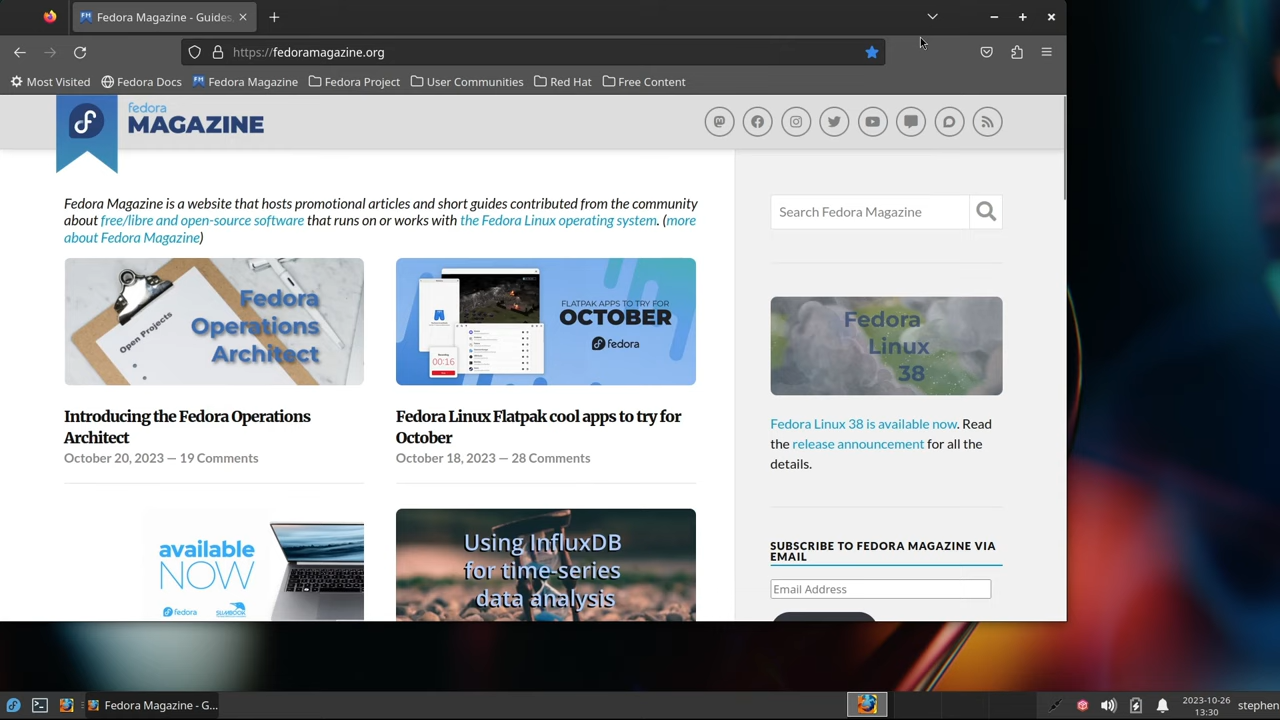 Fedora Magazine - Guides,
https://fedoramagazine.org
Most Visited
Fedora Docs
Fedora Magazine
Fedora Project
User Communities
Red Hat
Free Content
fedora
MAGAZINE
Fedora Magazine is a website that hosts promotional articles and short guides contributed from the community
about free/libre and open-source software that runs on or works with the Fedora Linux operating system. (more
about Fedora Magazine)
Open Projects
Fedora
Operations
Architect
Introducing the Fedora Operations
Architect
October 20, 2023 — 19 Comments
00:16
FLATPAK APPS TO TRY FOR
OCTOBER
fedora
Fedora Linux Flatpak cool apps to try for
October
October 18, 2023 — 28 Comments
available
NOW
fedora
SLIMBOOK
Using InfluxDB
for time-series
data analysis
Search Fedora Magazine
Fedora
Linux
38
Fedora Linux 38 is available now. Read
the release announcement for all the
details.
SUBSCRIBE TO FEDORA MAGAZINE VIA
EMAIL
Email Address
Fedora Magazine - G...
2023-10-26
13:30
stephen